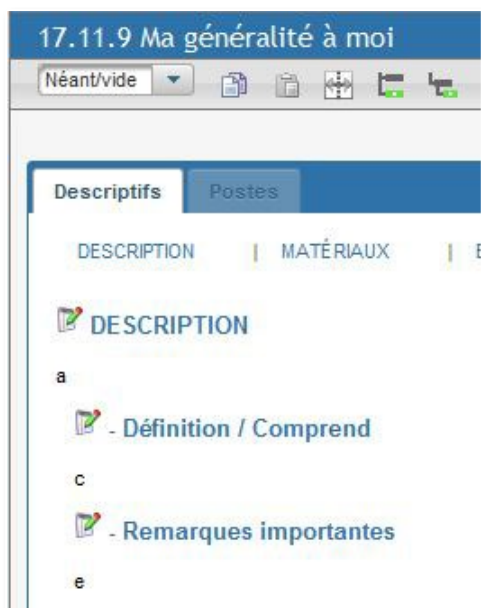 17.11.9 Ma généralité à moi
Néant/vide
Descriptifs Postes
DESCRIPTION | MATÉRIAUX |
DESCRIPTION
a
- Définition / Comprend
c
- Remarques importantes
e